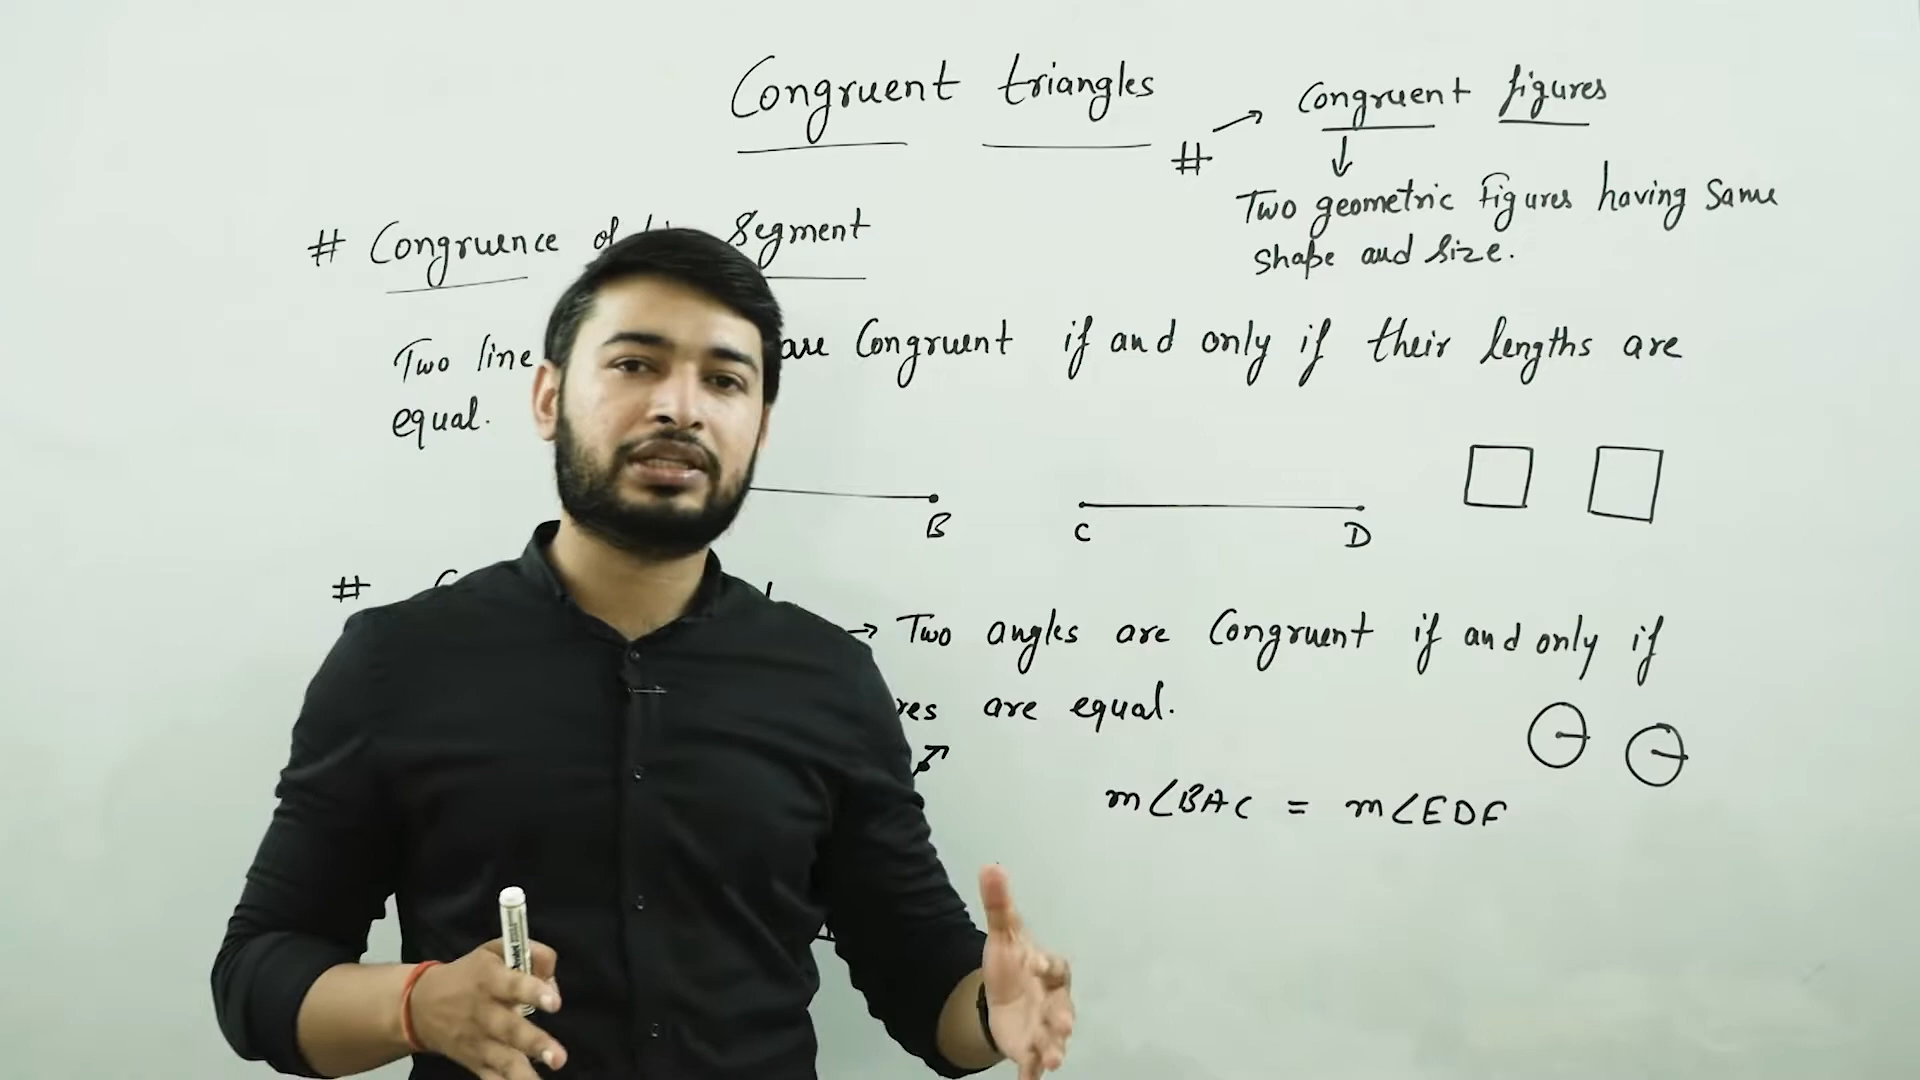 Congruent triangles
# → Congruent figures
↓
Two geometric figures having same
shape and size.
# Congruence of Segment
Two line are Congruent if and only if their lengths are
equal.
B C D
#
→ Two angles are Congruent if and only if
are equal.
m∠BAC = m∠EDF